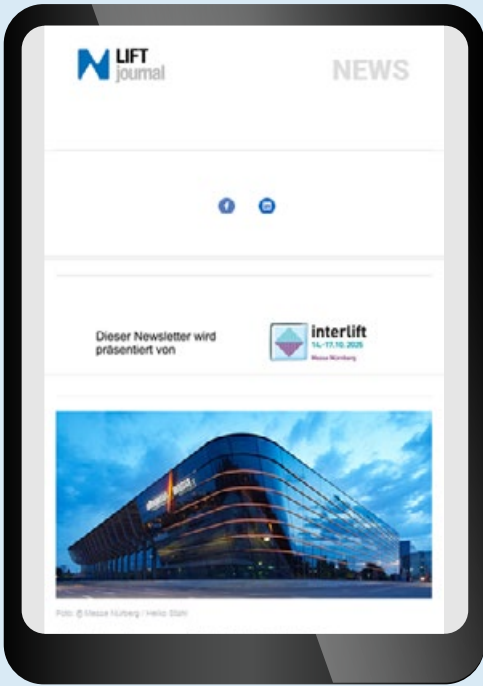 LIFT
journal
NEWS
Dieser Newsletter wird
präsentiert von
interlift
14.-17.10.2025
Messe Nürnberg
Foto: © Messe Nürberg / Heiko Stahl